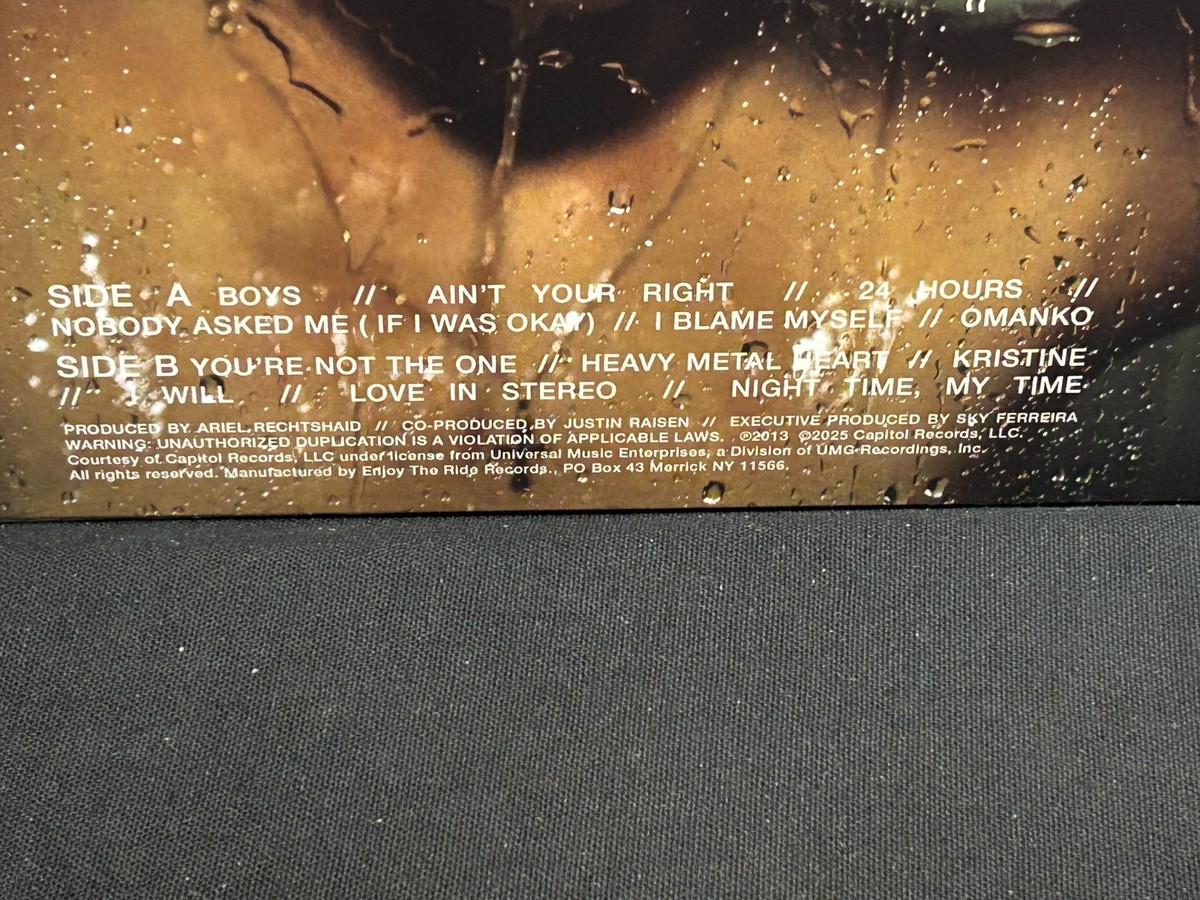 SIDE A BOYS // AIN'T YOUR RIGHT // 24 HOURS //
NOBODY ASKED ME ( IF I WAS OKAY) // I BLAME MYSELF // OMANKO
SIDE B YOU'RE NOT THE ONE // HEAVY METAL HEART // KRISTINE
// I WILL // LOVE IN STEREO // NIGHT TIME, MY TIME
PRODUCED BY ARIEL RECHTSHAID // CO-PRODUCED BY JUSTIN RAISEN // EXECUTIVE PRODUCED BY SKY FERREIRA
WARNING: UNAUTHORIZED DUPLICATION IS A VIOLATION OF APPLICABLE LAWS. ℗2013 ©2025 Capitol Records, LLC.
Courtesy of Capitol Records, LLC under license from Universal Music Enterprises, a Division of UMG Recordings, Inc.
All rights reserved. Manufactured by Enjoy The Ride Records., PO Box 43 Merrick NY 11566.